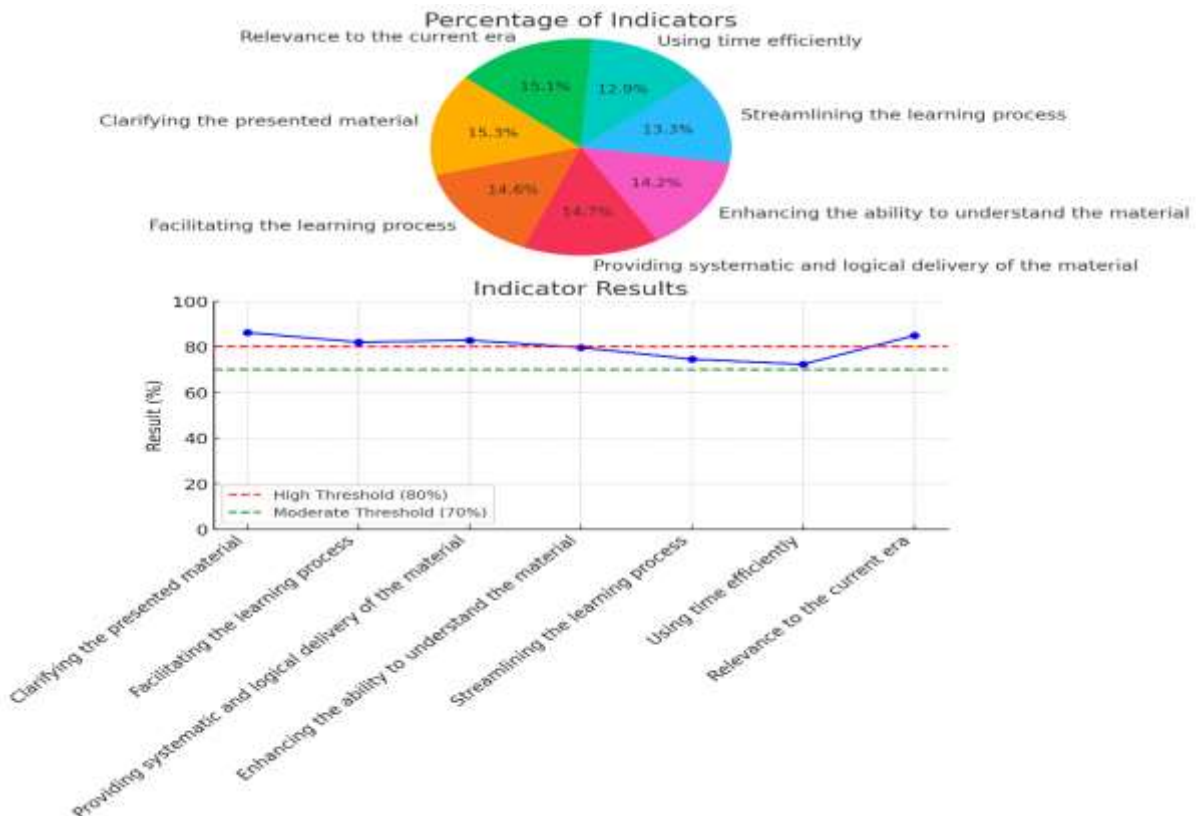 Percentage of Indicators
Relevance to the current era
Using time efficiently
15.1%
12.9%
Clarifying the presented material
Streamlining the learning process
15.3%
13.3%
14.6%
14.2%
14.7%
Facilitating the learning process
Enhancing the ability to understand the material
Providing systematic and logical delivery of the material
Indicator Results
100
80
60
40
20
0
Result (%)
High Threshold (80%)
Moderate Threshold (70%)
Clarifying the presented material
Facilitating the learning process
Providing systematic and logical delivery of the material
Enhancing the ability to understand the material
Streamlining the learning process
Using time efficiently
Relevance to the current era